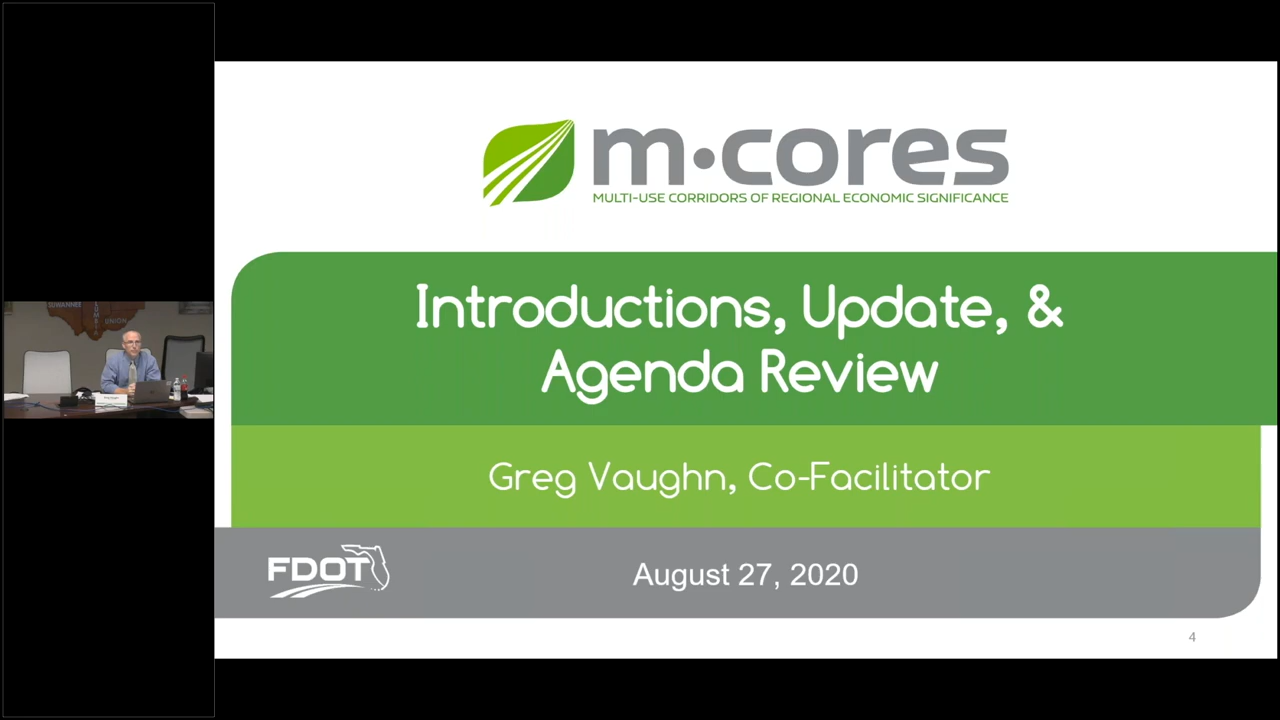 m·cores
MULTI-USE CORRIDORS OF REGIONAL ECONOMIC SIGNIFICANCE
Introductions, Update, &
Agenda Review
Greg Vaughn, Co-Facilitator
FDOT
August 27, 2020
4
UNION